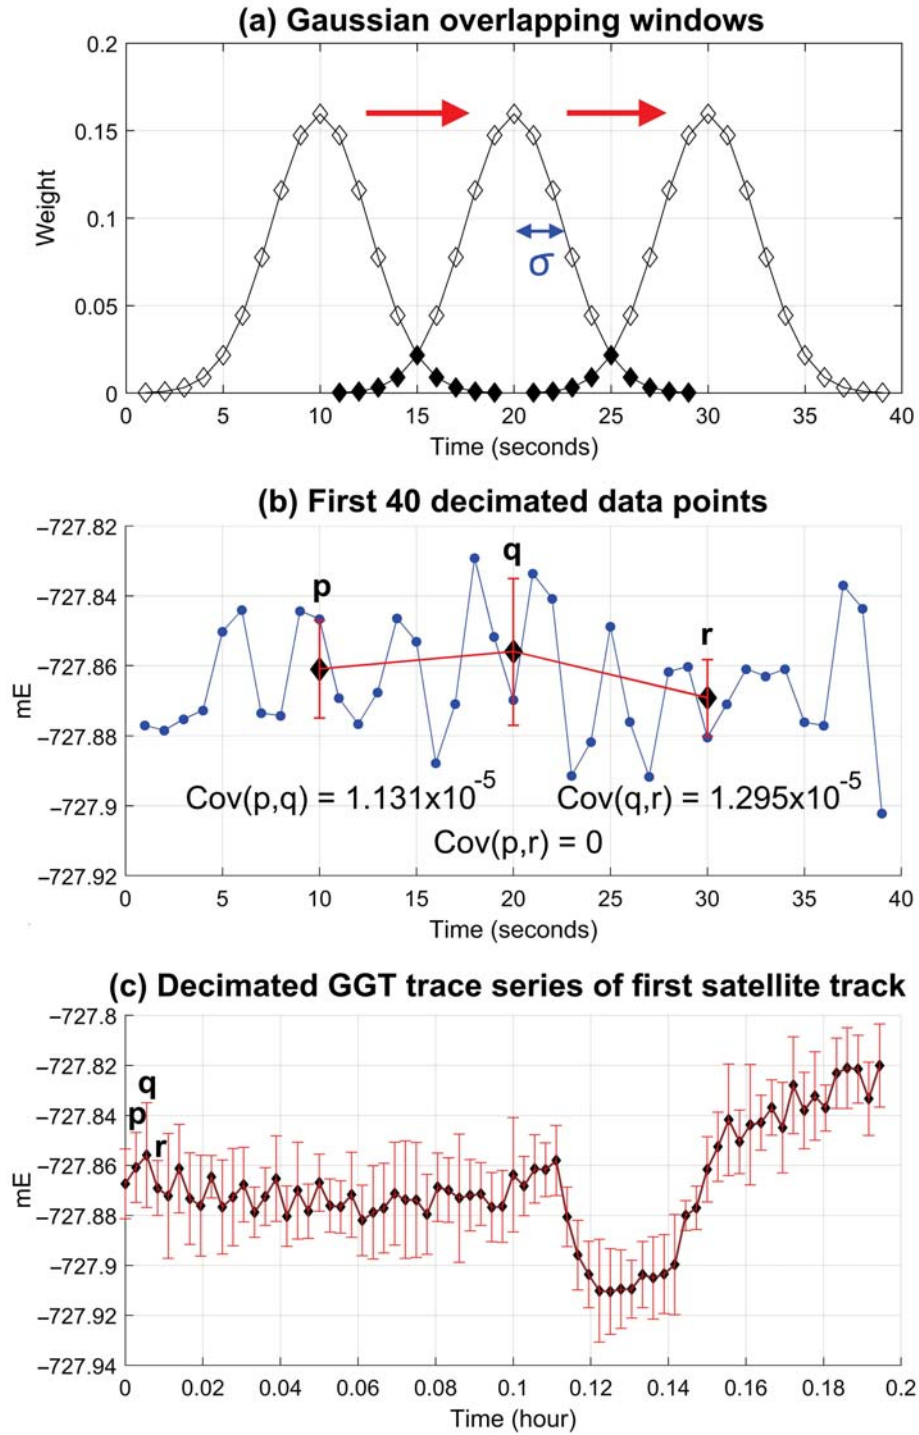 (a) Gaussian overlapping windows
0.2
0.15
0.1
0.05
0
Weight
σ
0 5 10 15 20 25 30 35 40
Time (seconds)
(b) First 40 decimated data points
−727.82
−727.84
−727.86
−727.88
−727.9
−727.92
mE
p
q
r
Cov(p,q) = 1.131x10^-5
Cov(q,r) = 1.295x10^-5
Cov(p,r) = 0
0 5 10 15 20 25 30 35 40
Time (seconds)
(c) Decimated GGT trace series of first satellite track
−727.8
−727.82
−727.84
−727.86
−727.88
−727.9
−727.92
−727.94
mE
q
p
r
0 0.02 0.04 0.06 0.08 0.1 0.12 0.14 0.16 0.18 0.2
Time (hour)